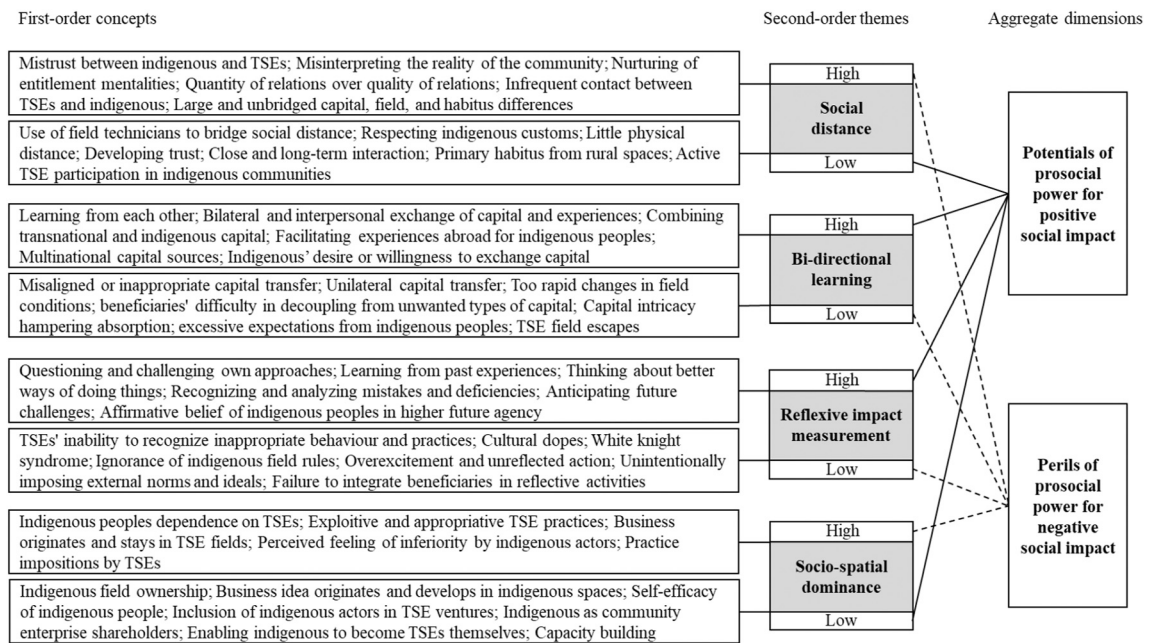 First-order concepts
Second-order themes
Aggregate dimensions
Mistrust between indigenous and TSEs; Misinterpreting the reality of the community; Nurturing of
entitlement mentalities; Quantity of relations over quality of relations; Infrequent contact between
TSEs and indigenous; Large and unbridged capital, field, and habitus differences
Use of field technicians to bridge social distance; Respecting indigenous customs; Little physical
distance; Developing trust; Close and long-term interaction; Primary habitus from rural spaces; Active
TSE participation in indigenous communities
High
Social
distance
Low
Learning from each other; Bilateral and interpersonal exchange of capital and experiences; Combining
transnational and indigenous capital; Facilitating experiences abroad for indigenous peoples;
Multinational capital sources; Indigenous’ desire or willingness to exchange capital
Misaligned or inappropriate capital transfer; Unilateral capital transfer; Too rapid changes in field
conditions; beneficiaries' difficulty in decoupling from unwanted types of capital; Capital intricacy
hampering absorption; excessive expectations from indigenous peoples; TSE field escapes
High
Bi-directional
learning
Low
Questioning and challenging own approaches; Learning from past experiences; Thinking about better
ways of doing things; Recognizing and analyzing mistakes and deficiencies; Anticipating future
challenges; Affirmative belief of indigenous peoples in higher future agency
TSEs' inability to recognize inappropriate behaviour and practices; Cultural dopes; White knight
syndrome; Ignorance of indigenous field rules; Overexcitement and unreflected action; Unintentionally
imposing external norms and ideals; Failure to integrate beneficiaries in reflective activities
High
Reflexive impact
measurement
Low
Indigenous peoples dependence on TSEs; Exploitive and appropriative TSE practices; Business
originates and stays in TSE fields; Perceived feeling of inferiority by indigenous actors; Practice
impositions by TSEs
Indigenous field ownership; Business idea originates and develops in indigenous spaces; Self-efficacy
of indigenous people; Inclusion of indigenous actors in TSE ventures; Indigenous as community
enterprise shareholders; Enabling indigenous to become TSEs themselves; Capacity building
High
Socio-spatial
dominance
Low
Potentials of
prosocial
power for
positive
social impact
Perils of
prosocial
power for
negative
social impact